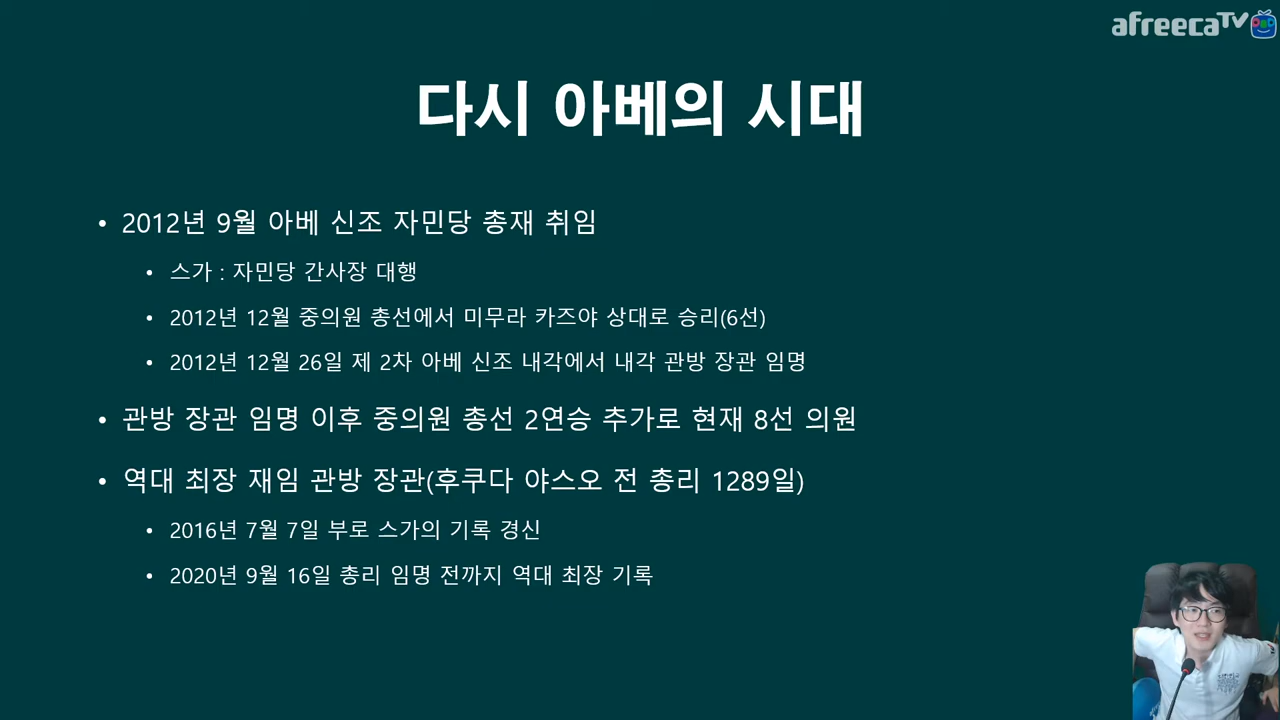 afreecaTV
다시 아베의 시대
• 2012년 9월 아베 신조 자민당 총재 취임
• 스가 : 자민당 간사장 대행
• 2012년 12월 중의원 총선에서 미무라 카즈야 상대로 승리(6선)
• 2012년 12월 26일 제 2차 아베 신조 내각에서 내각 관방 장관 임명
• 관방 장관 임명 이후 중의원 총선 2연승 추가로 현재 8선 의원
• 역대 최장 재임 관방 장관(후쿠다 야스오 전 총리 1289일)
• 2016년 7월 7일 부로 스가의 기록 경신
• 2020년 9월 16일 총리 임명 전까지 역대 최장 기록